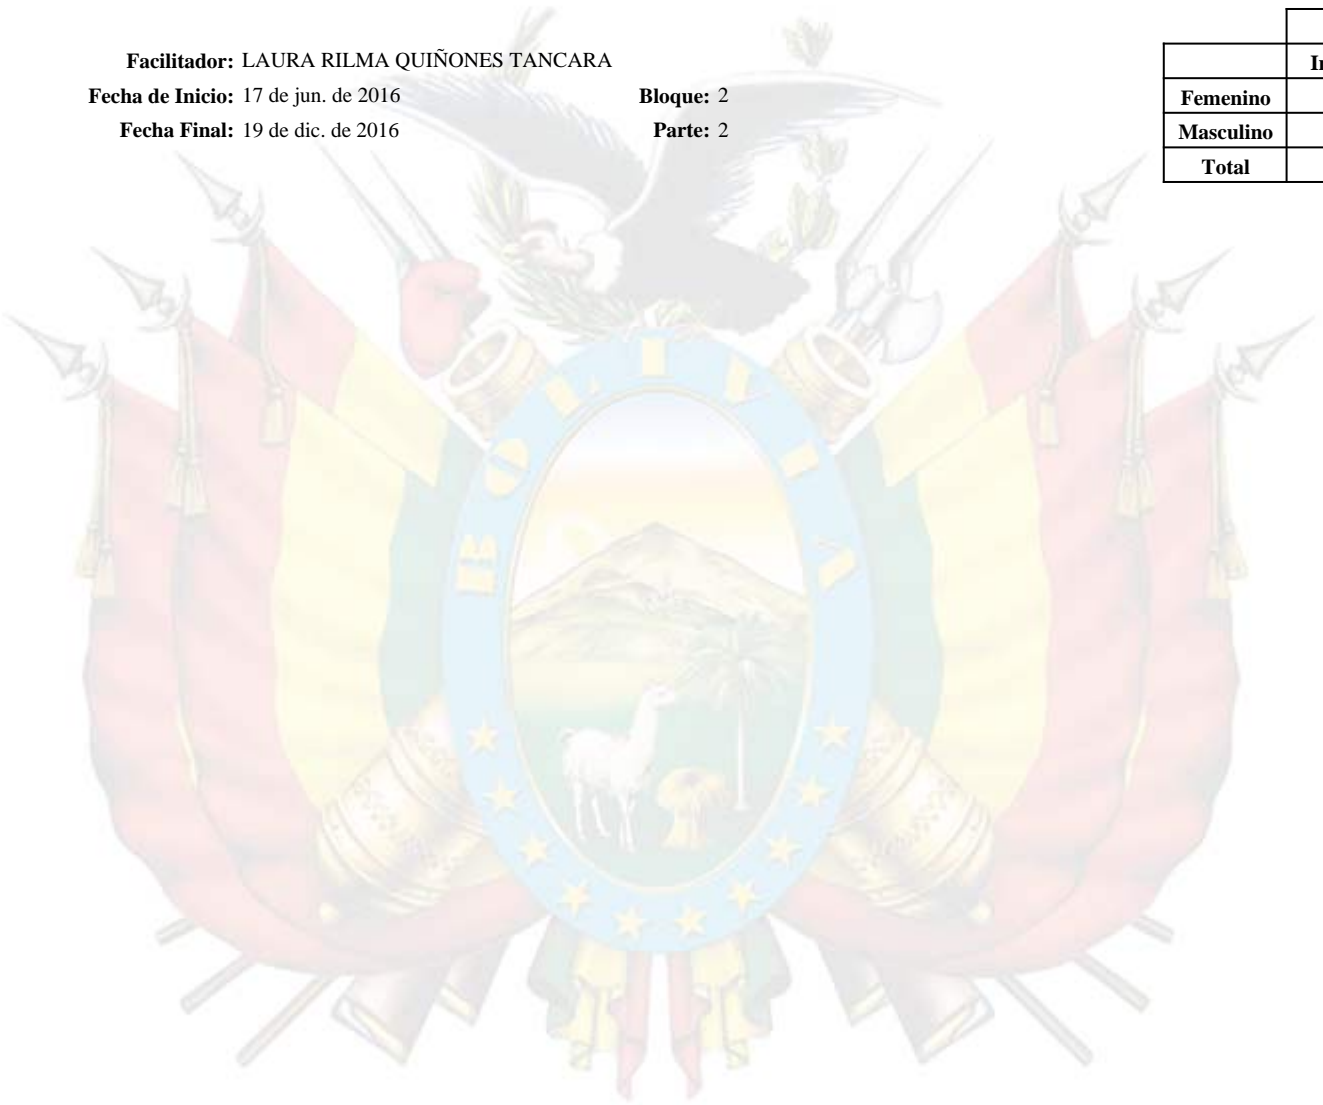 Facilitador: LAURA RILMA QUIÑONES TANCARA
Fecha de Inicio: 17 de jun. de 2016 Bloque: 2
Fecha Final: 19 de dic. de 2016 Parte: 2
Femenino
Masculino
Total
BOLIVIA